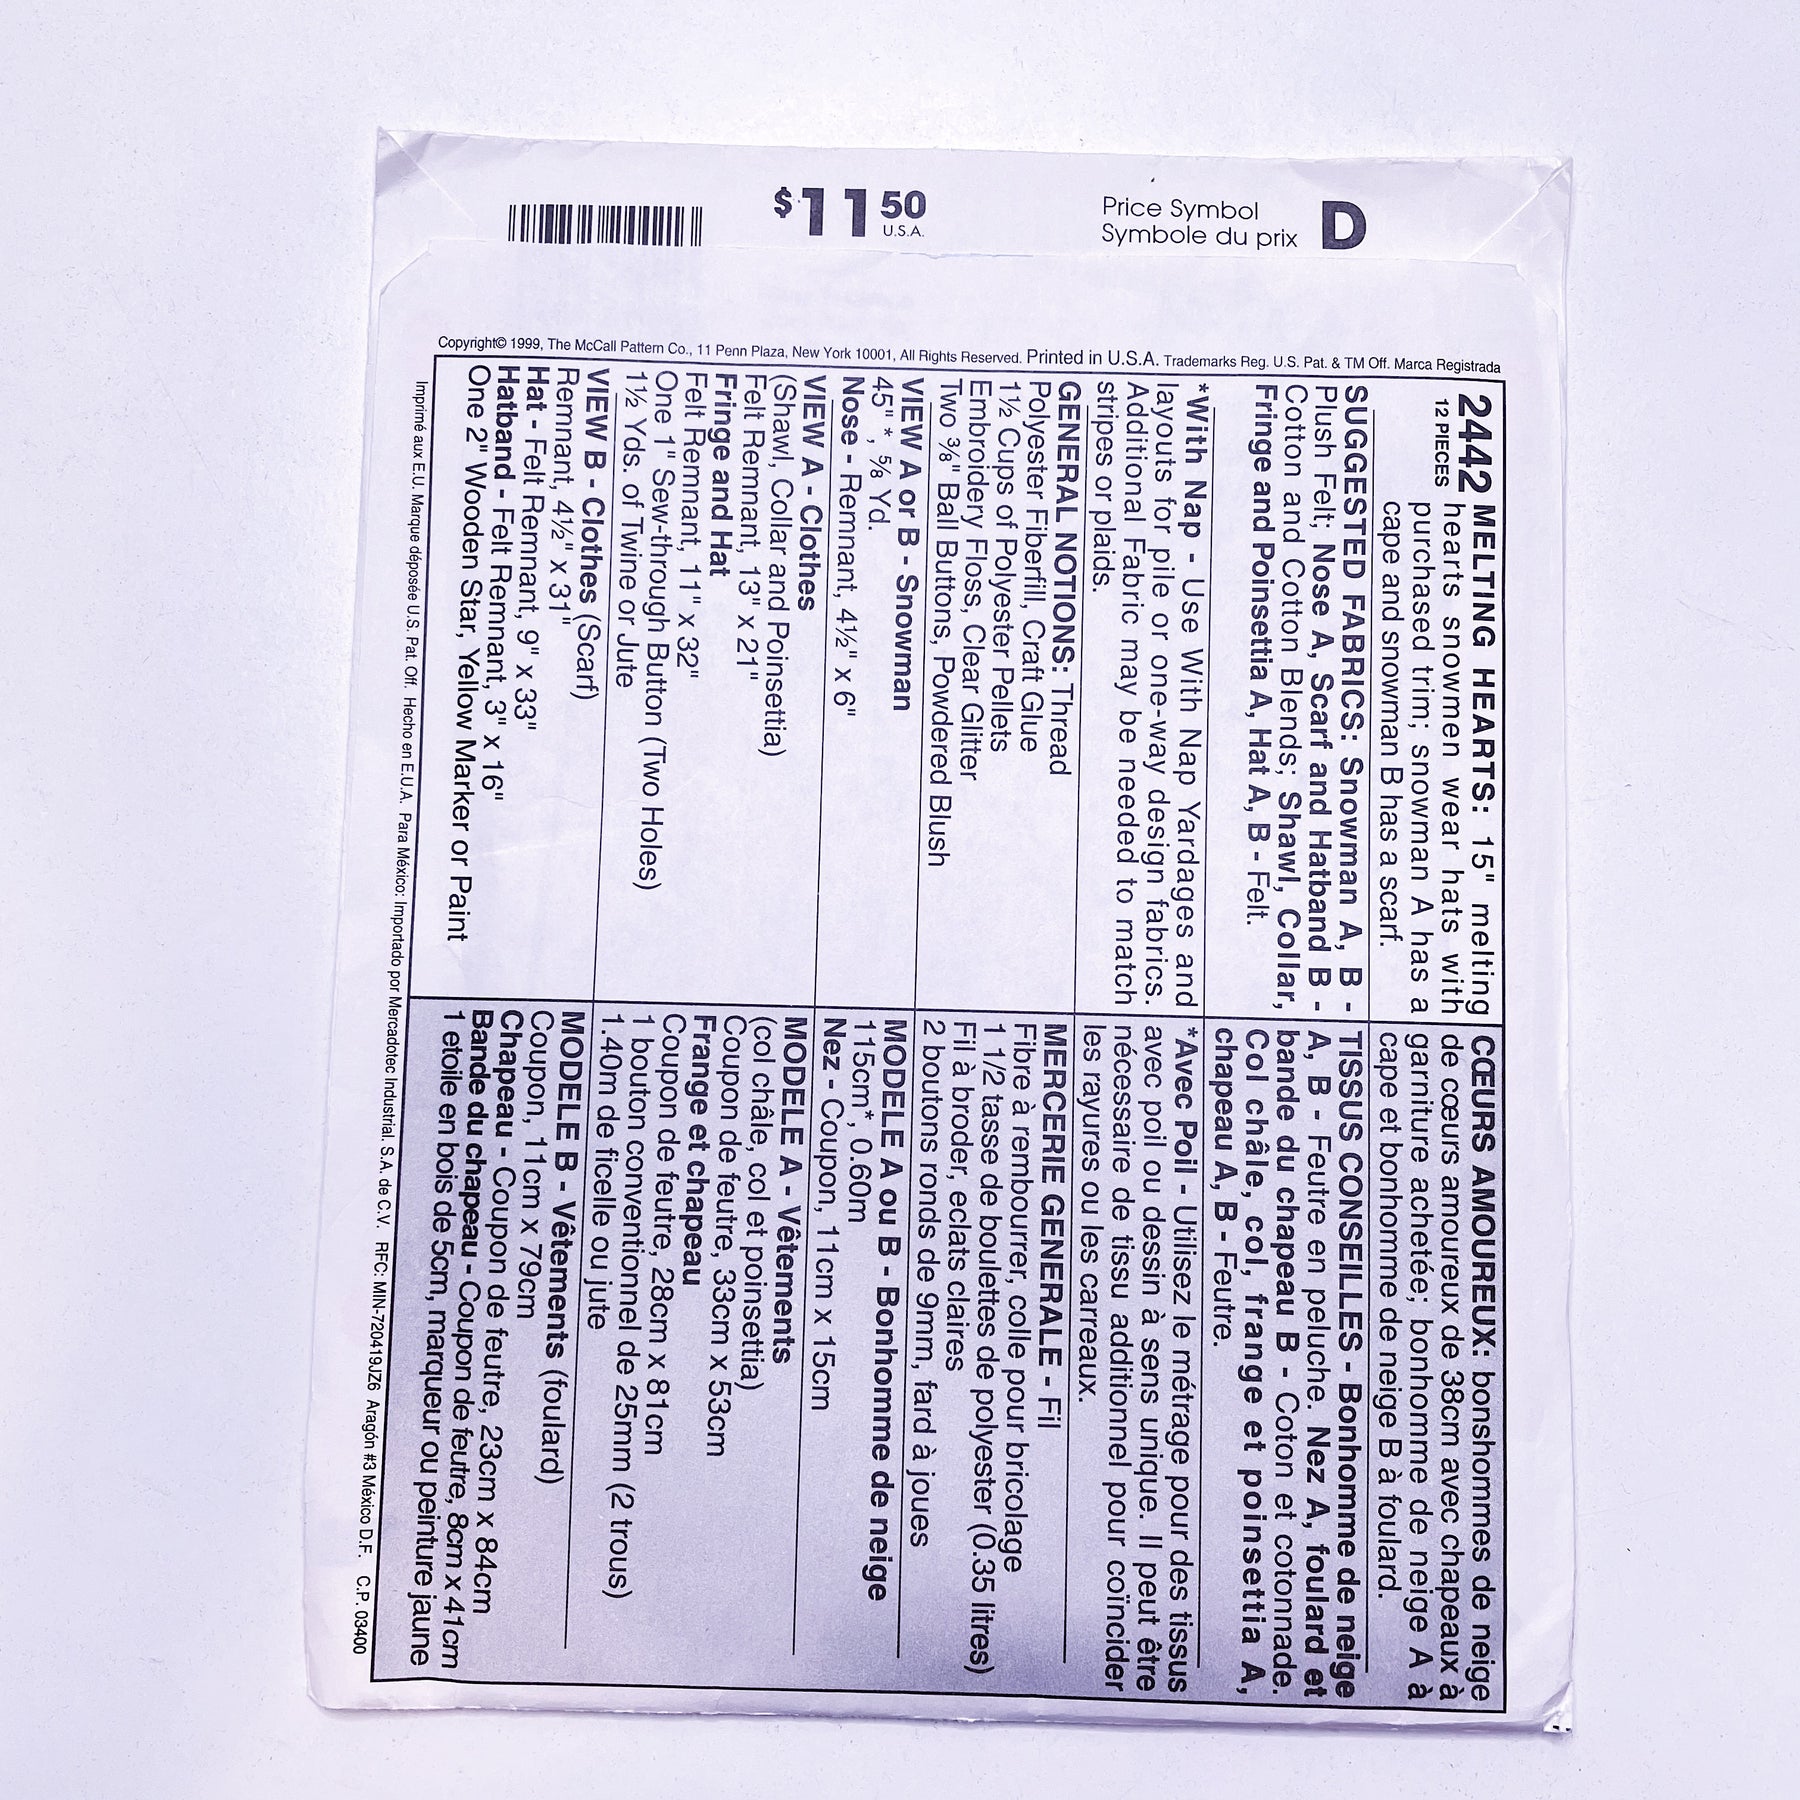 $11 50
U.S.A.
Price Symbol
Symbole du prix
D
Copyright© 1999, The McCall Pattern Co., 11 Penn Plaza, New York 10001, All Rights Reserved. Printed in U.S.A. Trademarks Reg. U.S. Pat. & TM Off. Marca Registrada
2442
12 PIECES
MELTING HEARTS: 15" melting
hearts snowmen wear hats with
purchased trim; snowman A has a
cape and snowman B has a scarf.
SUGGESTED FABRICS: Snowman A, B -
Plush Felt; Nose A, Scarf and Hatband B -
Cotton and Cotton Blends; Shawl, Collar,
Fringe and Poinsettia A, Hat A, B - Felt.
*With Nap - Use With Nap Yardages and
layouts for pile or one-way design fabrics.
Additional Fabric may be needed to match
stripes or plaids.
GENERAL NOTIONS: Thread
Polyester Fiberfill, Craft Glue
1½ Cups of Polyester Pellets
Embroidery Floss, Clear Glitter
Two ⅜" Ball Buttons, Powdered Blush
VIEW A or B - Snowman
45" *, ⅝ Yd.
Nose - Remnant, 4½" x 6"
VIEW A - Clothes
(Shawl, Collar and Poinsettia)
Felt Remnant, 13" x 21"
Fringe and Hat
Felt Remnant, 11" x 32"
One 1" Sew-through Button (Two Holes)
1½ Yds. of Twine or Jute
VIEW B - Clothes (Scarf)
Remnant, 4½" x 31"
Hat - Felt Remnant, 9" x 33"
Hatband - Felt Remnant, 3" x 16"
One 2" Wooden Star, Yellow Marker or Paint
CŒURS AMOUREUX: bonshommes de neige
de cœurs amoureux de 38cm avec chapeaux à
garniture achetée; bonhomme de neige A à
cape et bonhomme de neige B à foulard.
TISSUS CONSEILLES - Bonhomme de neige
A, B - Feutre en peluche. Nez A, foulard et
bande du chapeau B - Coton et cotonnade.
Col châle, col, frange et poinsettia A,
chapeau A, B - Feutre.
*Avec Poil - Utilisez le métrage pour des tissus
avec poil ou dessin à sens unique. Il peut être
nécessaire de tissu additionnel pour coïncider
les rayures ou les carreaux.
MERCERIE GENERALE - Fil
Fibre à rembourrer, colle pour bricolage
1 1/2 tasse de boulettes de polyester (0.35 litres)
Fil à broder, eclats claires
2 boutons ronds de 9mm, fard à joues
MODELE A ou B - Bonhomme de neige
115cm*, 0.60m
Nez - Coupon, 11cm x 15cm
MODELE A - Vêtements
(col châle, col et poinsettia)
Coupon de feutre, 33cm x 53cm
Frange et chapeau
Coupon de feutre, 28cm x 81cm
1 bouton conventionnel de 25mm (2 trous)
1.40m de ficelle ou jute
MODELE B - Vêtements (foulard)
Coupon, 11cm x 79cm
Chapeau - Coupon de feutre, 23cm x 84cm
Bande du chapeau - Coupon de feutre, 8cm x 41cm
1 etoile en bois de 5cm, marqueur ou peinture jaune
Imprimé aux E.U. Marque déposée U.S. Pat. Off. Hecho en E.U.A. Para México: Importado por Mercadotec Industrial. S.A. de C.V. RFC: MIN-720419JZ6 Aragón #3 México D.F. C.P. 03400